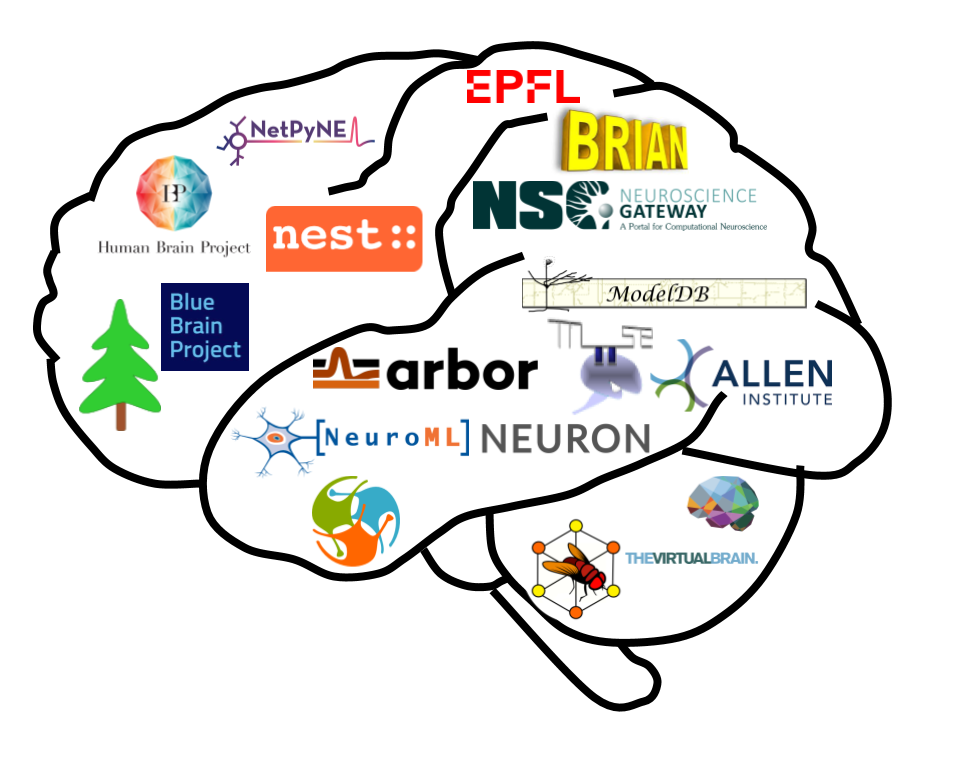 EPFL
NetPyNE
BRIAN
HBP
Human Brain Project
NSG NEUROSCIENCE
GATEWAY
A Portal for Computational Neuroscience
nest::
ModelDB
Blue
Brain
Project
arbor
ALLEN
INSTITUTE
[NeuroML]
NEURON
THEVIRTUALBRAIN.